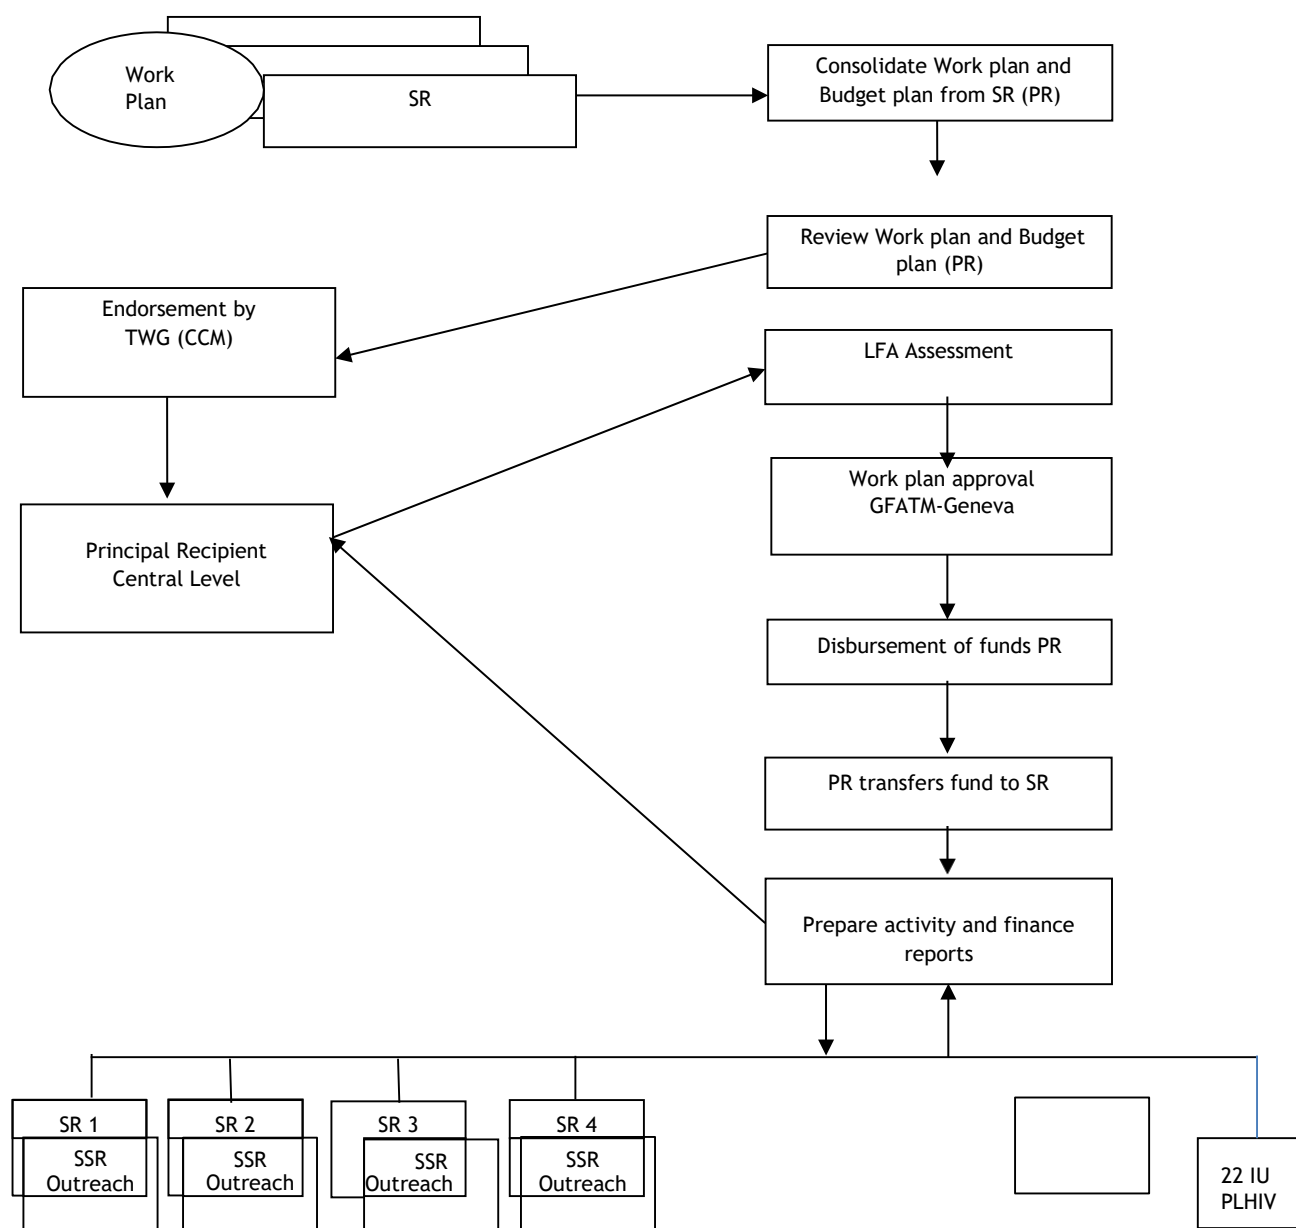 Work
Plan
SR
Consolidate Work plan and
Budget plan from SR (PR)
Review Work plan and Budget
plan (PR)
Endorsement by
TWG (CCM)
LFA Assessment
Work plan approval
GFATM-Geneva
Principal Recipient
Central Level
Disbursement of funds PR
PR transfers fund to SR
Prepare activity and finance
reports
SR 1
SSR
Outreach
SR 2
SSR
Outreach
SR 3
SSR
Outreach
SR 4
SSR
Outreach
22 IU
PLHIV